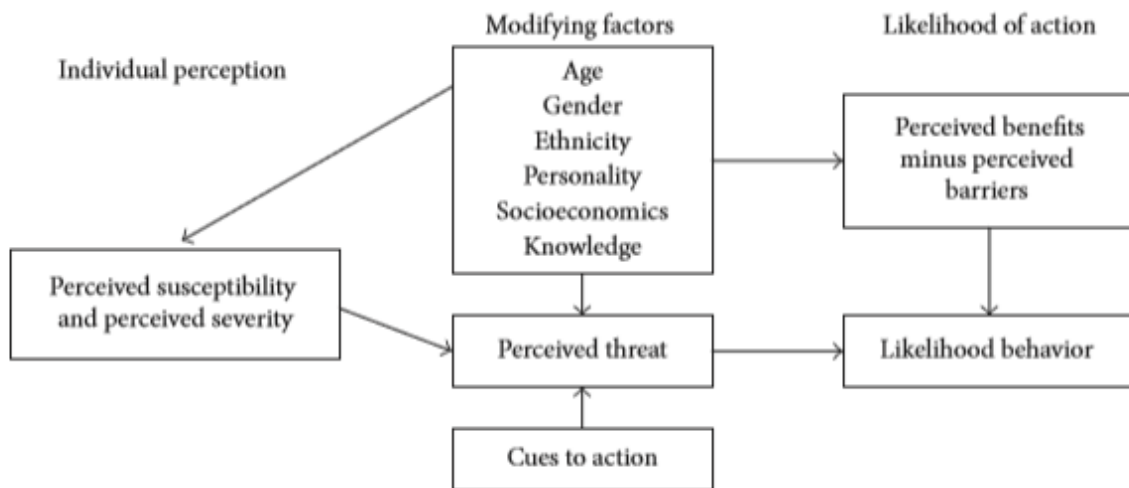 Modifying factors
Likelihood of action
Individual perception
Age
Gender
Ethnicity
Personality
Socioeconomics
Knowledge
Perceived benefits
minus perceived
barriers
Perceived susceptibility
and perceived severity
Perceived threat
Likelihood behavior
Cues to action